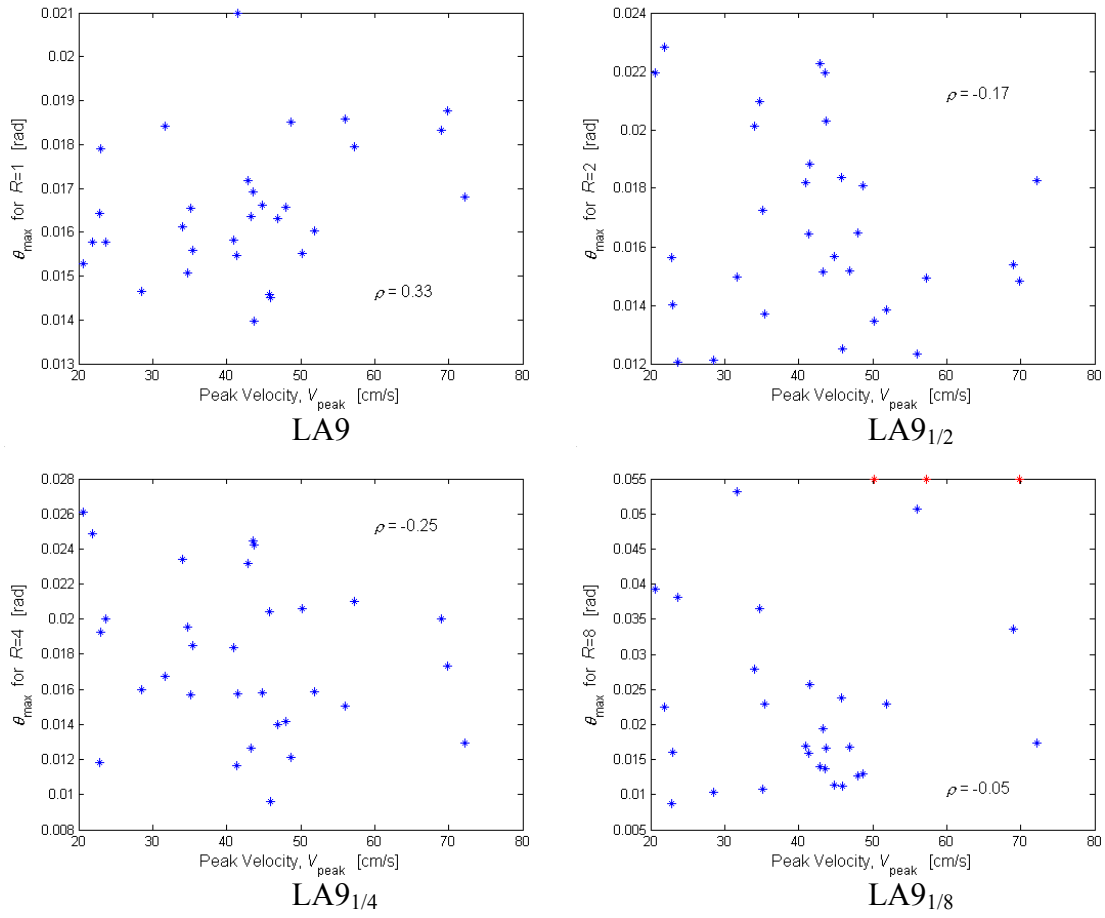 0.021
0.02
0.019
0.018
0.017
0.016
0.015
0.014
0.013
θmax for R=1 [rad]
ρ = 0.33
20 30 40 50 60 70 80
Peak Velocity, Vpeak [cm/s]
LA9
0.024
0.022
0.02
0.018
0.016
0.014
0.012
θmax for R=2 [rad]
ρ = -0.17
20 30 40 50 60 70 80
Peak Velocity, Vpeak [cm/s]
LA91/2
0.028
0.026
0.024
0.022
0.02
0.018
0.016
0.014
0.012
0.01
0.008
θmax for R=4 [rad]
ρ = -0.25
20 30 40 50 60 70 80
Peak Velocity, Vpeak [cm/s]
LA91/4
0.055
0.05
0.045
0.04
0.035
0.03
0.025
0.02
0.015
0.01
0.005
θmax for R=8 [rad]
ρ = -0.05
20 30 40 50 60 70 80
Peak Velocity, Vpeak [cm/s]
LA91/8